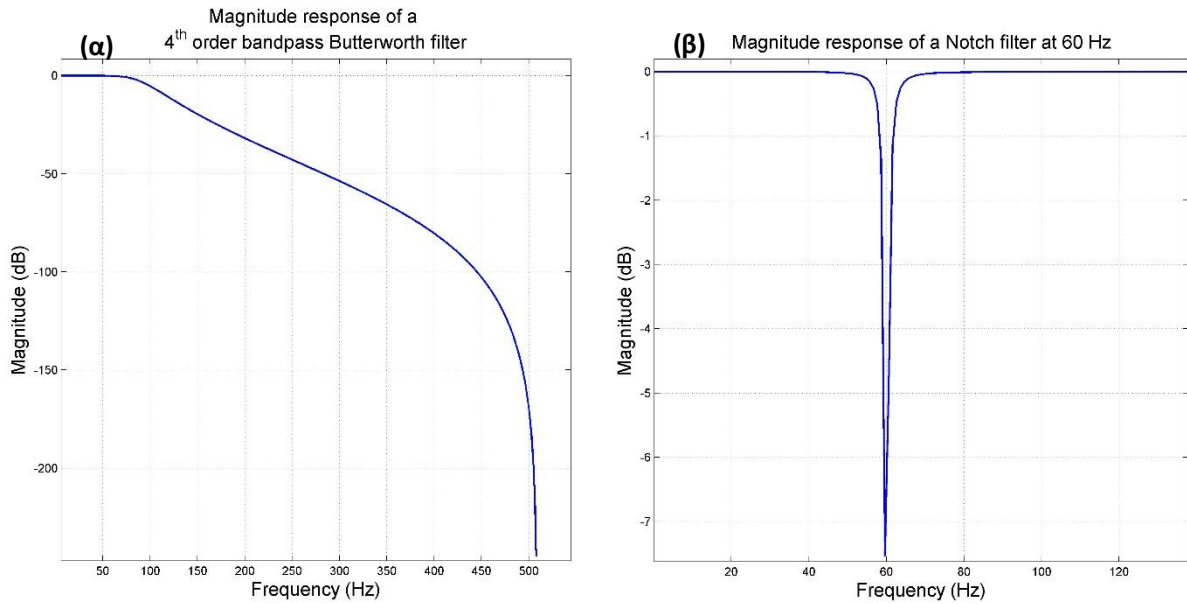 Magnitude response of a
(α)
4th order bandpass Butterworth filter
0
-50
-100
-150
-200
Magnitude (dB)
50 100 150 200 250 300 350 400 450 500
Frequency (Hz)
(β) Magnitude response of a Notch filter at 60 Hz
0
-1
-2
-3
-4
-5
-6
-7
Magnitude (dB)
20 40 60 80 100 120
Frequency (Hz)